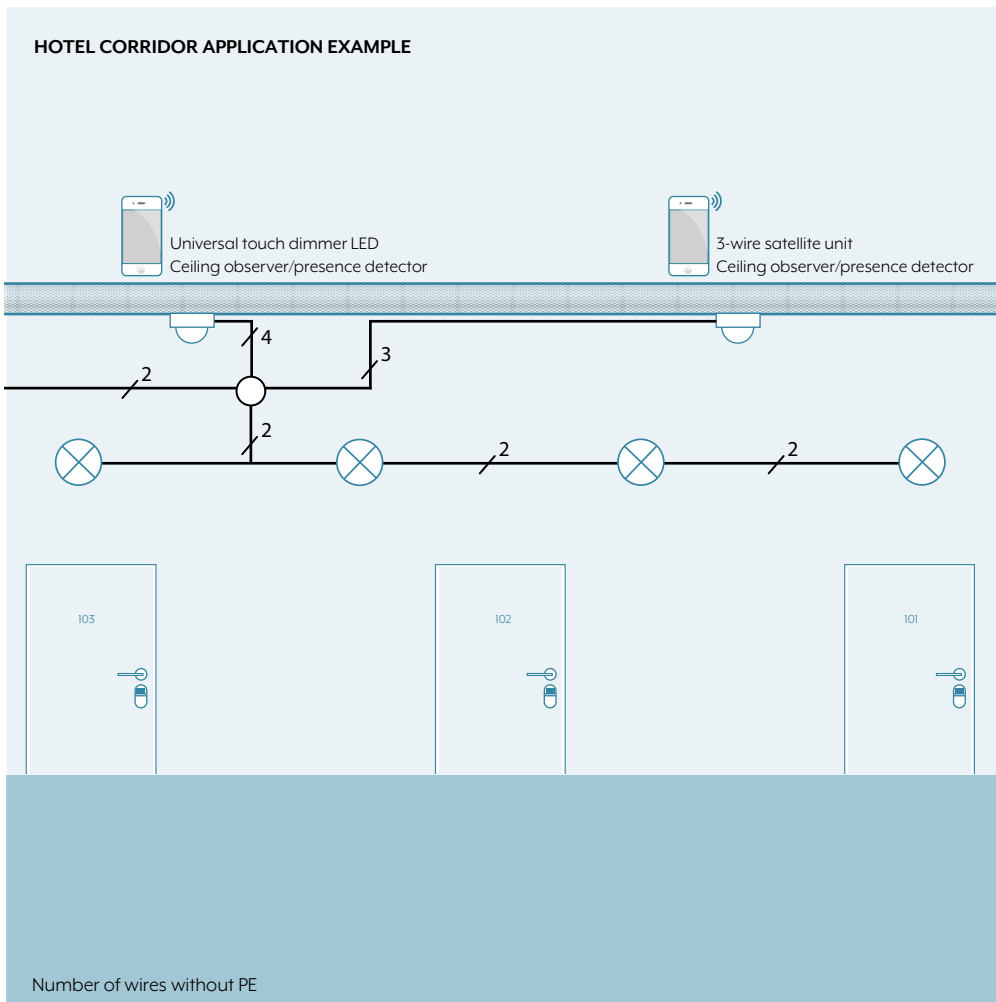 HOTEL CORRIDOR APPLICATION EXAMPLE
Universal touch dimmer LED
Ceiling observer/presence detector
3-wire satellite unit
Ceiling observer/presence detector
4
3
2
2
2
2
103
102
101
Number of wires without PE